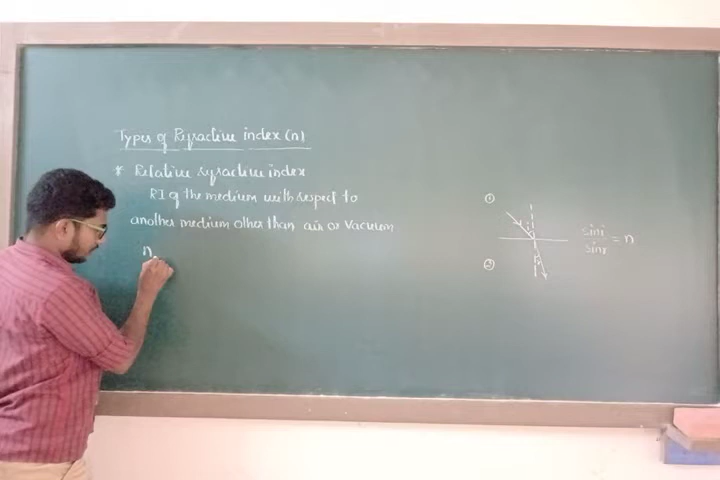 Types of Refractive index (n)
* Relative refractive index
RI of the medium with respect to
another medium other than air or vacuum
n
①
sin i
sin r
= n
②
i
r